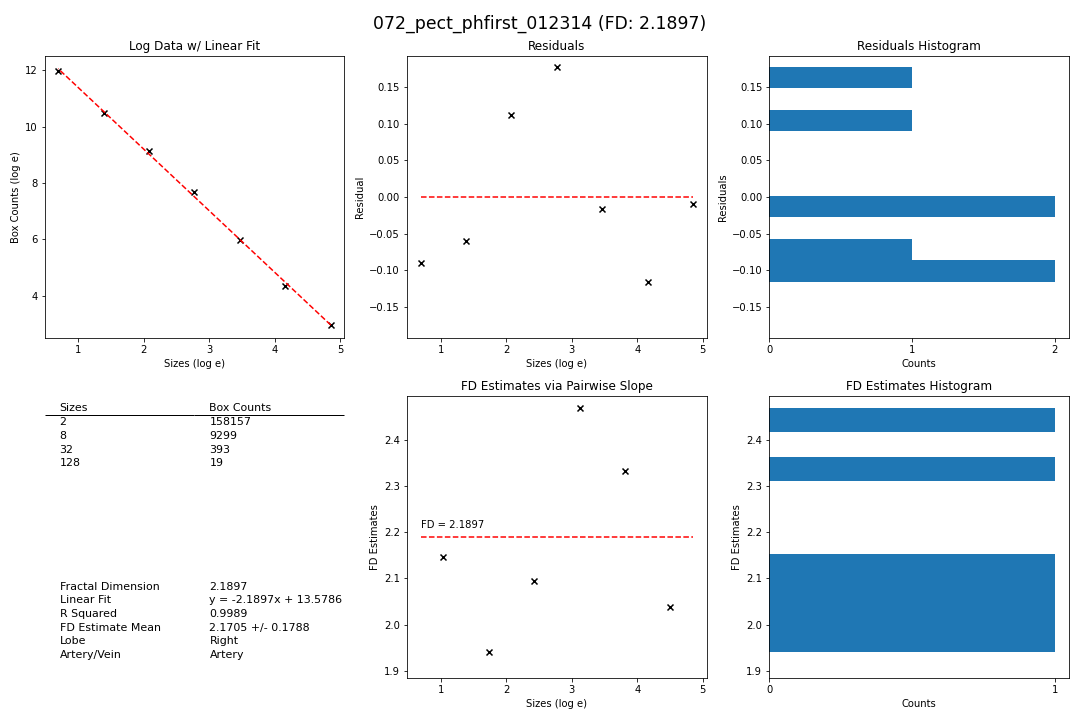 072_pect_phfirst_012314 (FD: 2.1897)
Log Data w/ Linear Fit
12
10
8
6
4
Box Counts (log e)
1 2 3 4 5
Sizes (log e)
Residuals
0.15
0.10
0.05
0.00
−0.05
−0.10
−0.15
Residual
1 2 3 4 5
Sizes (log e)
Residuals Histogram
0.15
0.10
0.05
0.00
−0.05
−0.10
−0.15
Residuals
0 1 2
Counts
Sizes Box Counts
2 158157
8 9299
32 393
128 19
Fractal Dimension 2.1897
Linear Fit y = -2.1897x + 13.5786
R Squared 0.9989
FD Estimate Mean 2.1705 +/- 0.1788
Lobe Right
Artery/Vein Artery
FD Estimates via Pairwise Slope
2.4
2.3
2.2
2.1
2.0
1.9
FD Estimates
FD = 2.1897
1 2 3 4 5
Sizes (log e)
FD Estimates Histogram
2.4
2.3
2.2
2.1
2.0
1.9
FD Estimates
0 1
Counts